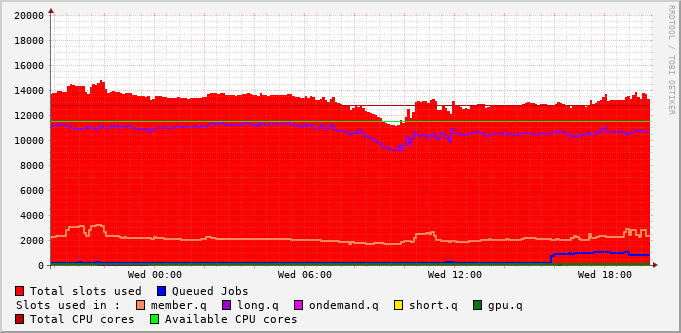 RRDTOOL / TOBI OETIKER
20000
18000
16000
14000
12000
10000
8000
6000
4000
2000
0
Wed 00:00 Wed 06:00 Wed 12:00 Wed 18:00
Total slots used Queued Jobs
Slots used in : member.q long.q ondemand.q short.q gpu.q
Total CPU cores Available CPU cores